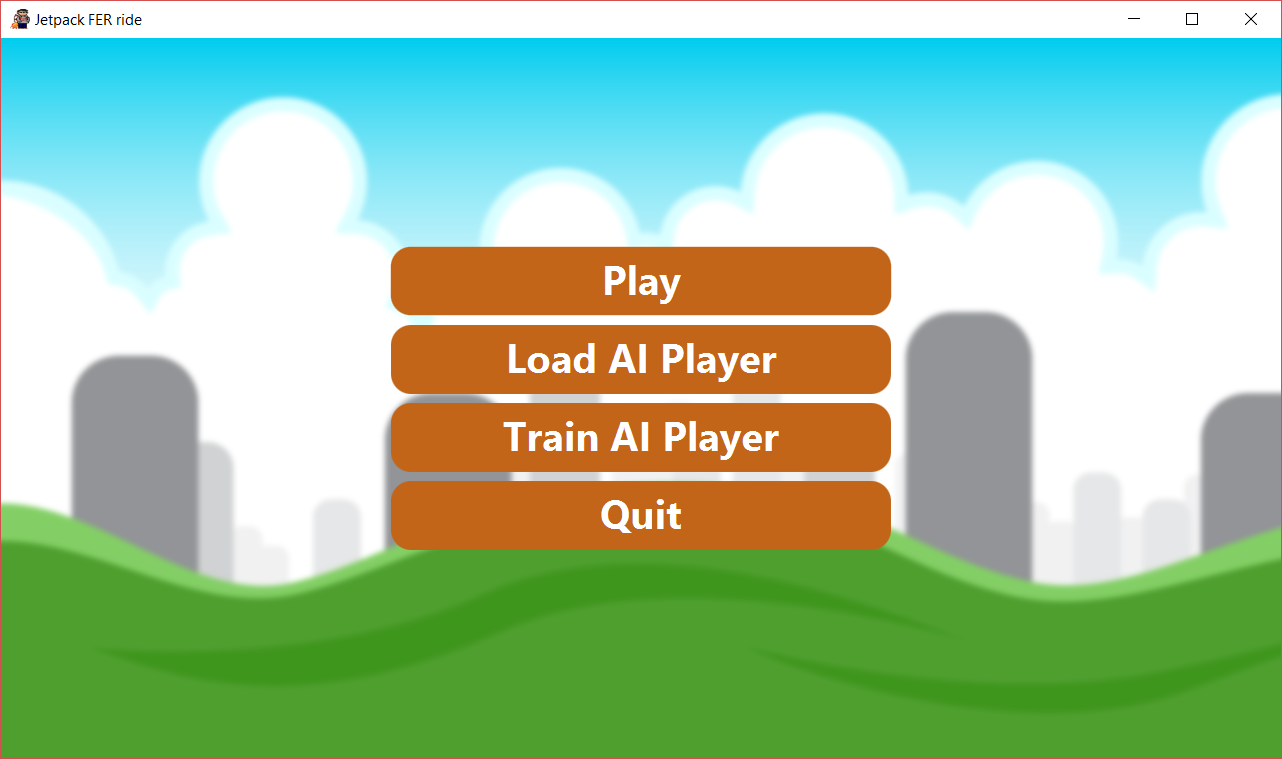 Jetpack FER ride
Play
Load AI Player
Train AI Player
Quit